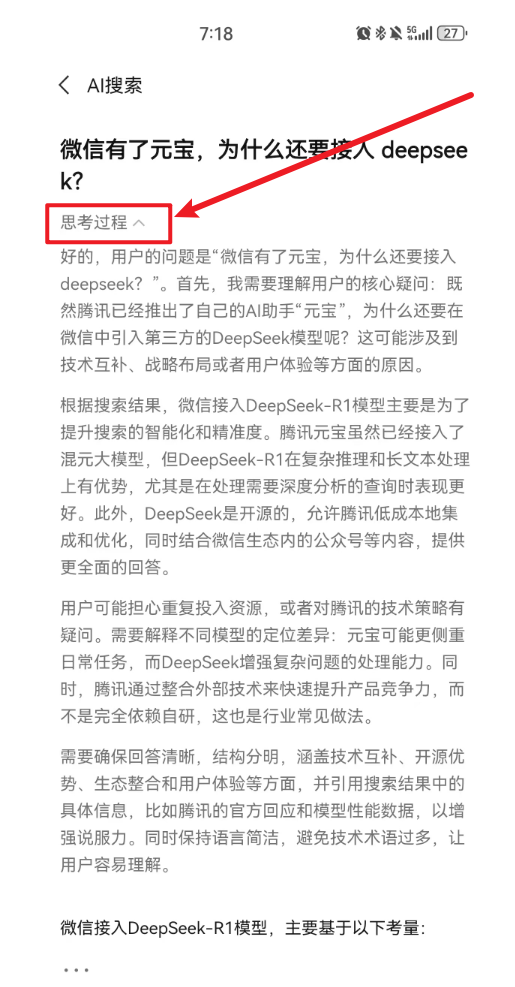 7:18
5G
27
AI搜索
微信有了元宝，为什么还要接入 deepsee
k?
思考过程
好的，用户的问题是“微信有了元宝，为什么还要接入
deepseek？”。首先，我需要理解用户的核心疑问：既
然腾讯已经推出了自己的AI助手“元宝”，为什么还要在
微信中引入第三方的DeepSeek模型呢？这可能涉及到
技术互补、战略布局或者用户体验等方面的原因。
根据搜索结果，微信接入DeepSeek-R1模型主要是为了
提升搜索的智能化和精准度。腾讯元宝虽然已经接入了
混元大模型，但DeepSeek-R1在复杂推理和长文本处理
上有优势，尤其是在处理需要深度分析的查询时表现更
好。此外，DeepSeek是开源的，允许腾讯低成本地集
成和优化，同时结合微信生态内的公众号等内容，提供
更全面的回答。
用户可能担心重复投入资源，或者对腾讯的技术策略有
疑问。需要解释不同模型的定位差异：元宝可能更侧重
日常任务，而DeepSeek增强复杂问题的处理能力。同
时，腾讯通过整合外部技术来快速提升产品竞争力，而
不是完全依赖自研，这也是行业常见做法。
需要确保回答清晰，结构分明，涵盖技术互补、开源优
势、生态整合和用户体验等方面，并引用搜索结果中的
具体信息，比如腾讯的官方回应和模型性能数据，以增
强说服力。同时保持语言简洁，避免技术术语过多，让
用户容易理解。
微信接入DeepSeek-R1模型，主要基于以下考量：
...